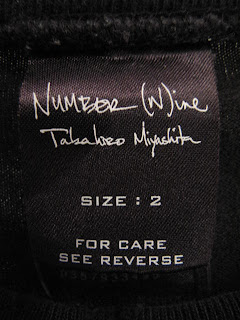 NUMBER (N)ine
Takahiro Miyashita
SIZE : 2
FOR CARE
SEE REVERSE